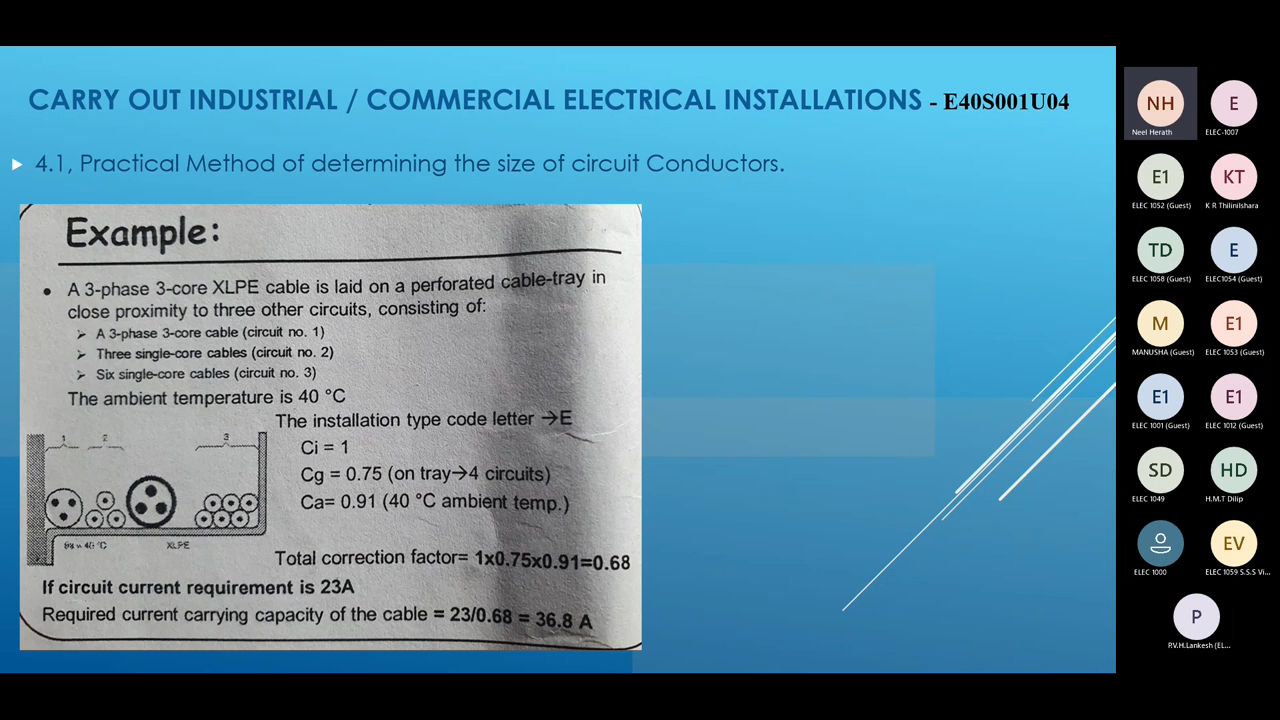 CARRY OUT INDUSTRIAL / COMMERCIAL ELECTRICAL INSTALLATIONS - E40S001U04
4.1, Practical Method of determining the size of circuit Conductors.
Example:
• A 3-phase 3-core XLPE cable is laid on a perforated cable-tray in
close proximity to three other circuits, consisting of:
➢ A 3-phase 3-core cable (circuit no. 1)
➢ Three single-core cables (circuit no. 2)
➢ Six single-core cables (circuit no. 3)
The ambient temperature is 40 °C
The installation type code letter →E
Ci = 1
Cg = 0.75 (on tray→4 circuits)
Ca= 0.91 (40 °C ambient temp.)
1 2 3
40 °C XLPE
Total correction factor= 1x0.75x0.91=0.68
If circuit current requirement is 23A
Required current carrying capacity of the cable = 23/0.68 = 36.8 A
NH E
Neel Herath ELEC-1007
E1 KT
ELEC 1052 (Guest) K R Thilinilshara
TD E
ELEC 1058 (Guest) ELEC1054 (Guest)
M E1
MANUSHA (Guest) ELEC 1053 (Guest)
E1 E1
ELEC 1001 (Guest) ELEC 1012 (Guest)
SD HD
ELEC 1049 H.M.T Dilip
EV
ELEC 1000 ELEC 1059 S.S.S Vi...
P
P.V.H.Lankesh (EL...